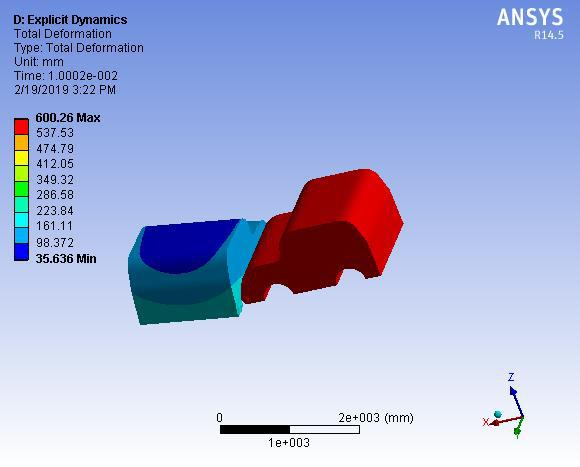 D: Explicit Dynamics
Total Deformation
Type: Total Deformation
Unit: mm
Time: 1.0002e-002
2/19/2019 3:22 PM
ANSYS
R14.5
600.26 Max
537.53
474.79
412.05
349.32
286.58
223.84
161.11
98.372
35.636 Min
0
2e+003 (mm)
1e+003
Z
X
Y